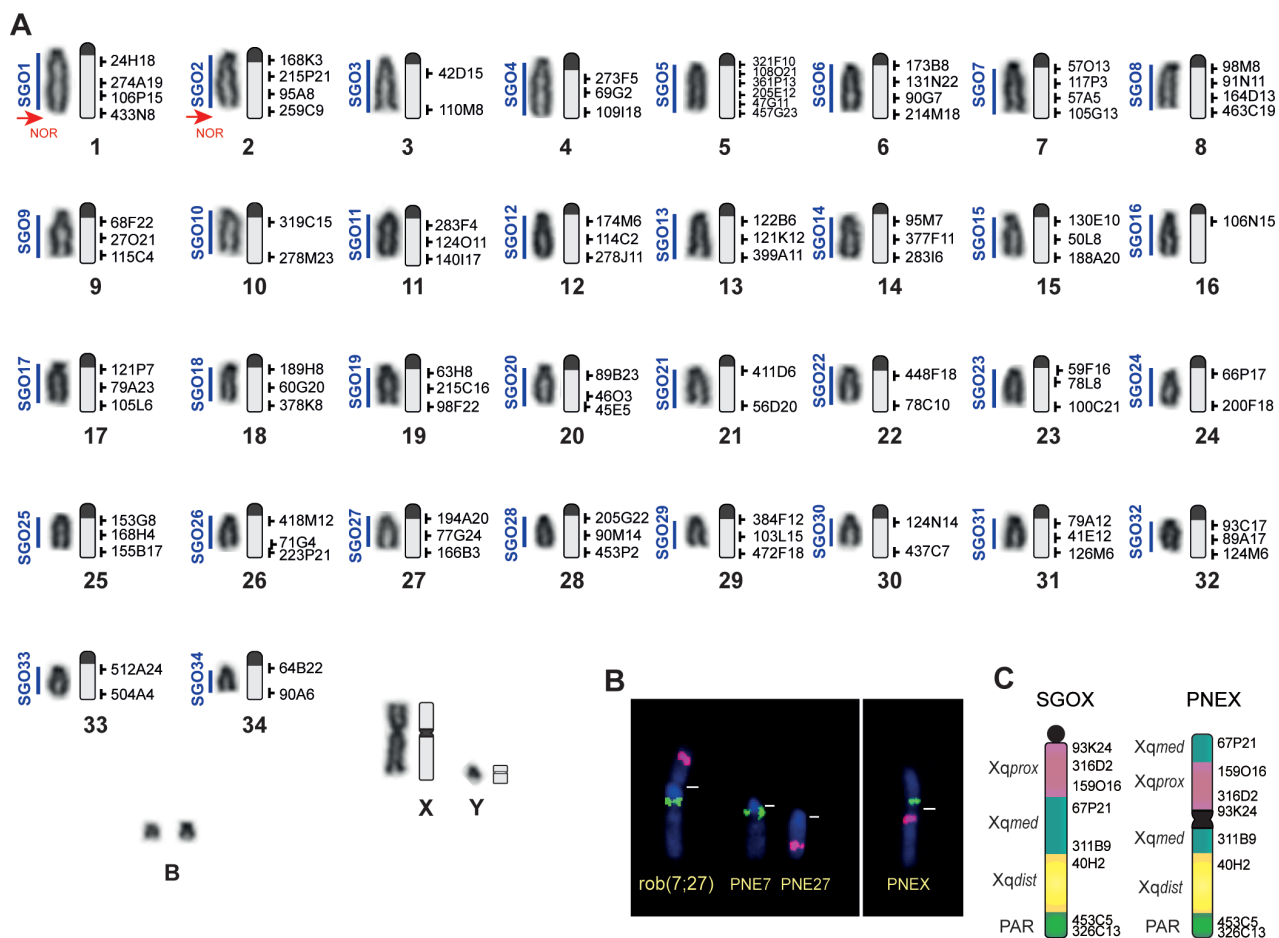 A
SGO1
24H18
274A19
106P15
433N8
NOR
1
SGO2
168K3
215P21
95A8
259C9
NOR
2
SGO3
42D15
110M8
3
SGO4
273F5
69G2
109I18
4
SGO5
321F10
108O21
361P13
205E12
47G11
457G23
5
SGO6
173B8
131N22
90G7
214M18
6
SGO7
57O13
117P3
57A5
105G13
7
SGO8
98M8
91N11
164D13
463C19
8
SGO9
68F22
27O21
115C4
9
SGO10
319C15
278M23
10
SGO11
283F4
124O11
140I17
11
SGO12
174M6
114C2
278J11
12
SGO13
122B6
121K12
399A11
13
SGO14
95M7
377F11
283I6
14
SGO15
130E10
50L8
188A20
15
SGO16
106N15
16
SGO17
121P7
79A23
105L6
17
SGO18
189H8
60G20
378K8
18
SGO19
63H8
215C16
98F22
19
SGO20
89B23
46O3
45E5
20
SGO21
411D6
56D20
21
SGO22
448F18
78C10
22
SGO23
59F16
78L8
100C21
23
SGO24
66P17
200F18
24
SGO25
153G8
168H4
155B17
25
SGO26
418M12
71G4
223P21
26
SGO27
194A20
77G24
166B3
27
SGO28
205G22
90M14
453P2
28
SGO29
384F12
103L15
472F18
29
SGO30
124N14
437C7
30
SGO31
79A12
41E12
126M6
31
SGO32
93C17
89A17
124M6
32
SGO33
512A24
504A4
33
SGO34
64B22
90A6
34
X
Y
B
B
rob(7;27)
PNE7
PNE27
PNEX
C
SGOX
Xqprox
Xqmed
Xqdist
PAR
93K24
316D2
159O16
67P21
311B9
40H2
453C5
326C13
PNEX
Xqmed
Xqprox
Xqmed
Xqdist
PAR
67P21
159O16
316D2
93K24
311B9
40H2
453C5
326C13